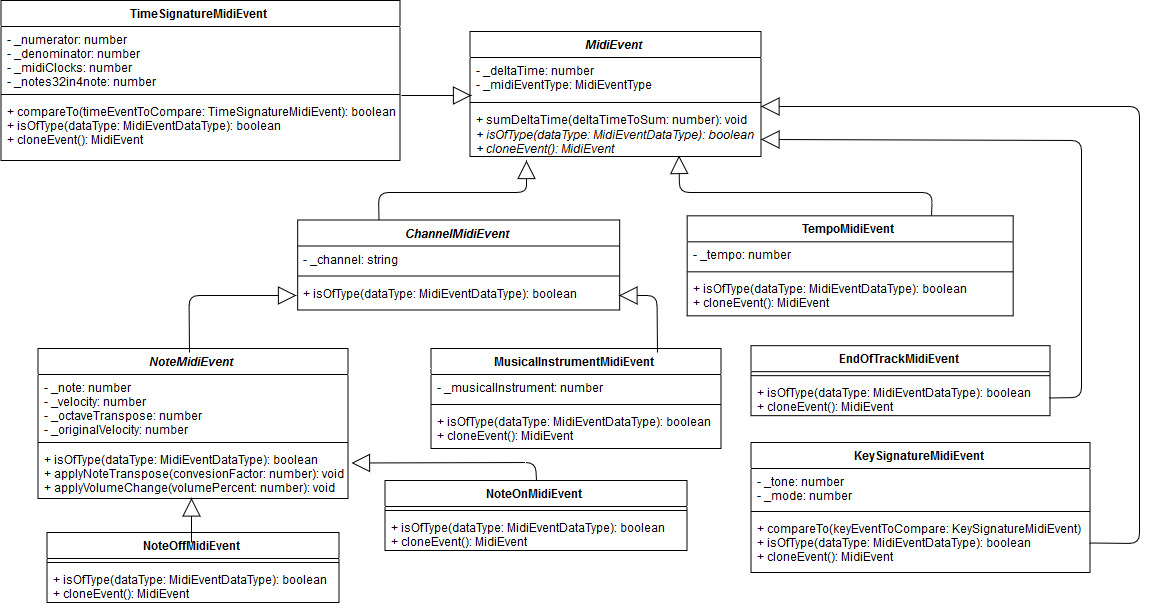 TimeSignatureMidiEvent
- _numerator: number
- _denominator: number
- _midiClocks: number
- _notes32in4note: number
+ compareTo(timeEventToCompare: TimeSignatureMidiEvent): boolean
+ isOfType(dataType: MidiEventDataType): boolean
+ cloneEvent(): MidiEvent
MidiEvent
- _deltaTime: number
- _midiEventType: MidiEventType
+ sumDeltaTime(deltaTimeToSum: number): void
+ isOfType(dataType: MidiEventDataType): boolean
+ cloneEvent(): MidiEvent
ChannelMidiEvent
- _channel: string
+ isOfType(dataType: MidiEventDataType): boolean
TempoMidiEvent
- _tempo: number
+ isOfType(dataType: MidiEventDataType): boolean
+ cloneEvent(): MidiEvent
NoteMidiEvent
- _note: number
- _velocity: number
- _octaveTranspose: number
- _originalVelocity: number
+ isOfType(dataType: MidiEventDataType): boolean
+ applyNoteTranspose(convesionFactor: number): void
+ applyVolumeChange(volumePercent: number): void
MusicalInstrumentMidiEvent
- _musicalInstrument: number
+ isOfType(dataType: MidiEventDataType): boolean
+ cloneEvent(): MidiEvent
EndOfTrackMidiEvent
+ isOfType(dataType: MidiEventDataType): boolean
+ cloneEvent(): MidiEvent
KeySignatureMidiEvent
- _tone: number
- _mode: number
+ compareTo(keyEventToCompare: KeySignatureMidiEvent)
+ isOfType(dataType: MidiEventDataType): boolean
+ cloneEvent(): MidiEvent
NoteOnMidiEvent
+ isOfType(dataType: MidiEventDataType): boolean
+ cloneEvent(): MidiEvent
NoteOffMidiEvent
+ isOfType(dataType: MidiEventDataType): boolean
+ cloneEvent(): MidiEvent